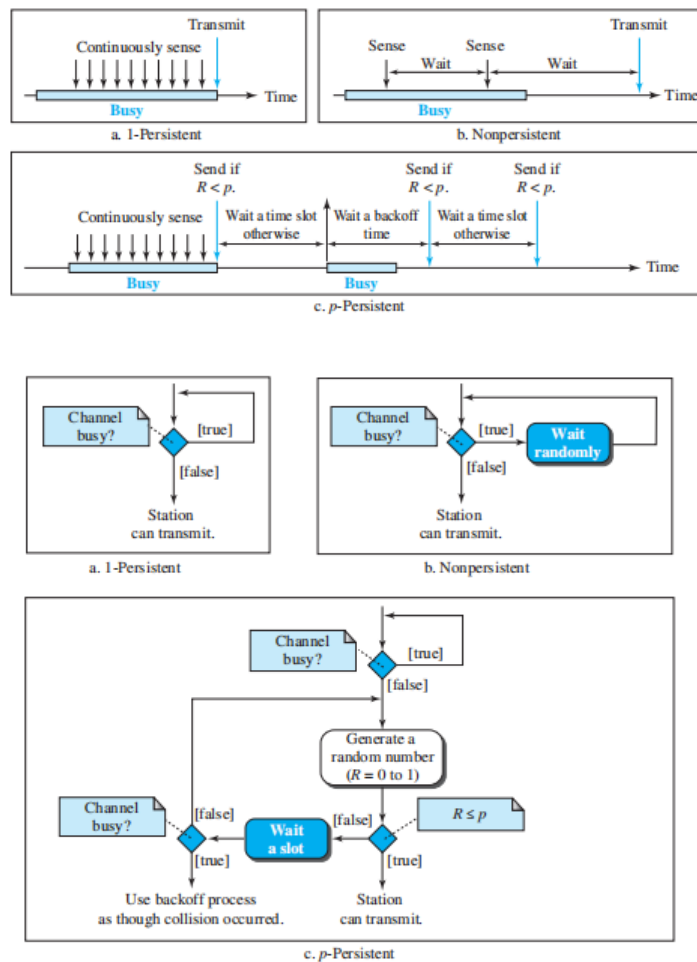 Transmit
Continuously sense
Time
Busy
a. 1-Persistent
Transmit
Sense
Sense
Wait
Wait
Time
Busy
b. Nonpersistent
Send if
R < p.
Send if
R < p.
Send if
R < p.
Continuously sense
Wait a time slot
otherwise
Wait a backoff
time
Wait a time slot
otherwise
Time
Busy
Busy
c. p-Persistent
Channel
busy?
[true]
[false]
Station
can transmit.
a. 1-Persistent
Channel
busy?
[true]
Wait
randomly
[false]
Station
can transmit.
b. Nonpersistent
Channel
busy?
[true]
[false]
Generate a
random number
(R = 0 to 1)
Channel
busy?
[false]
Wait
a slot
[false]
R ≤ p
[true]
[true]
Use backoff process
as though collision occurred.
Station
can transmit.
c. p-Persistent